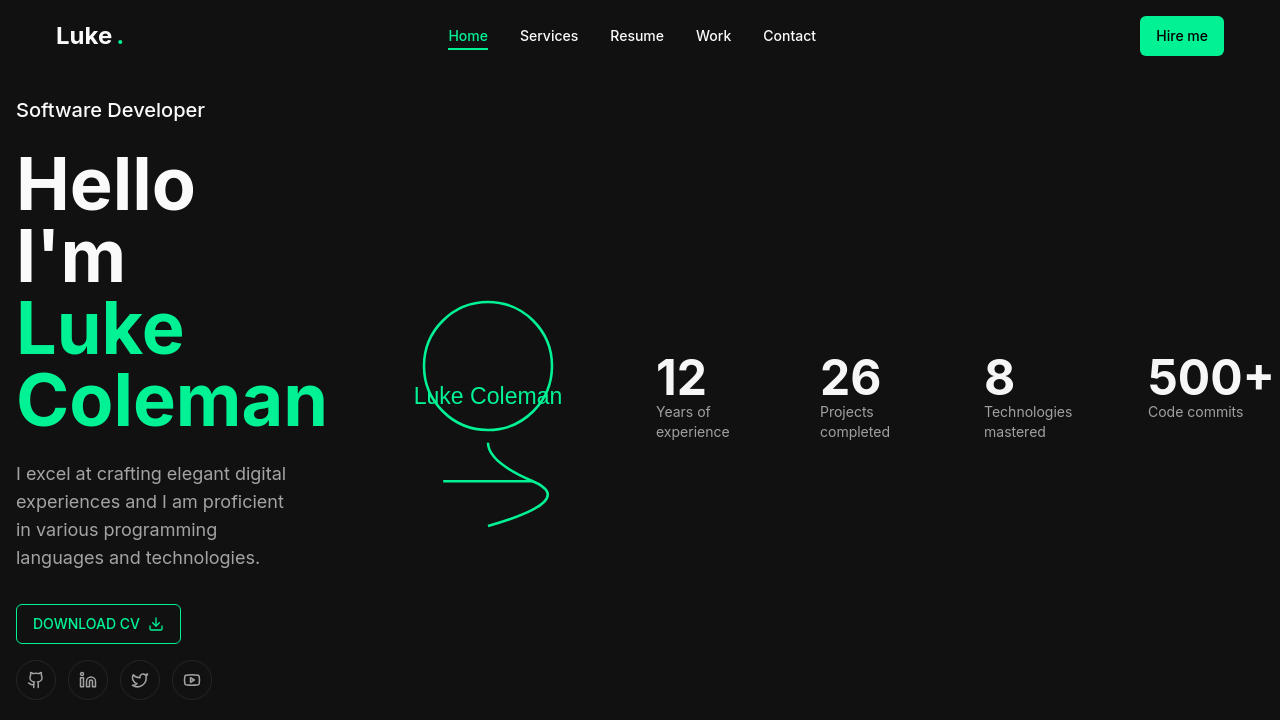 Luke .
Home Services Resume Work Contact
Hire me
Software Developer
Hello
I'm
Luke
Coleman
I excel at crafting elegant digital
experiences and I am proficient
in various programming
languages and technologies.
DOWNLOAD CV
Luke Coleman
12
Years of
experience
26
Projects
completed
8
Technologies
mastered
500+
Code commits